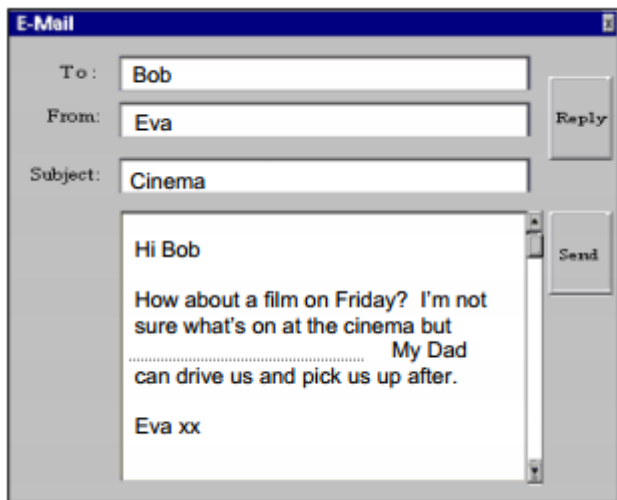 E-Mail
To:
Bob
From:
Eva
Reply
Subject:
Cinema
Hi Bob
Send
How about a film on Friday? I'm not
sure what's on at the cinema but
........................................................ My Dad
can drive us and pick us up after.
Eva xx